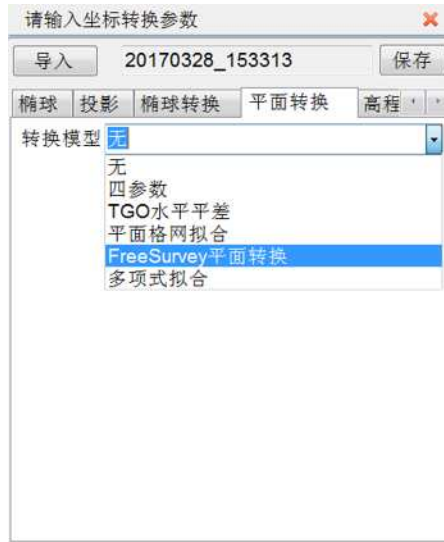 请输入坐标转换参数
导入 20170328_153313 保存
椭球 投影 椭球转换 平面转换 高程
转换模型 无
无
四参数
TGO水平平差
平面格网拟合
FreeSurvey平面转换
多项式拟合